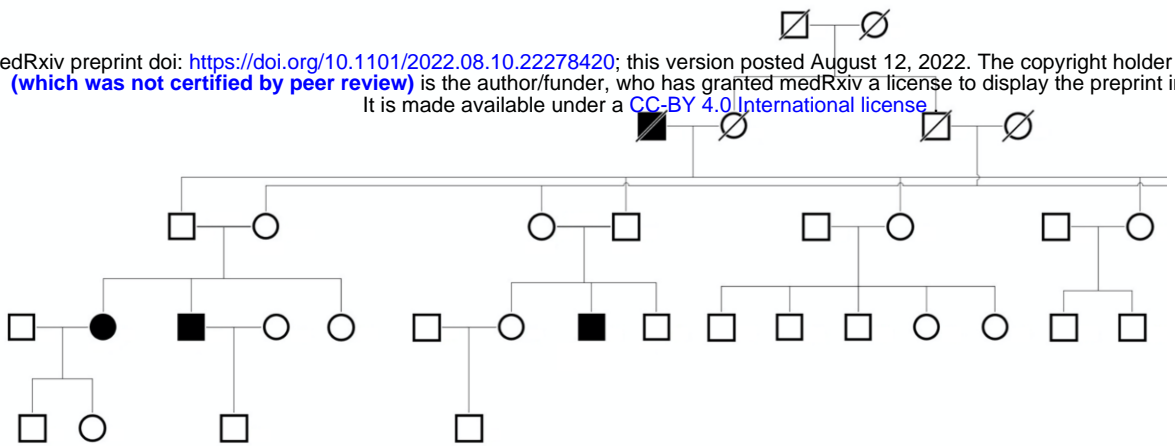 edRxiv preprint doi: https://doi.org/10.1101/2022.08.10.22278420; this version posted August 12, 2022. The copyright holder
(which was not certified by peer review) is the author/funder, who has granted medRxiv a license to display the preprint i
It is made available under a CC-BY 4.0 International license